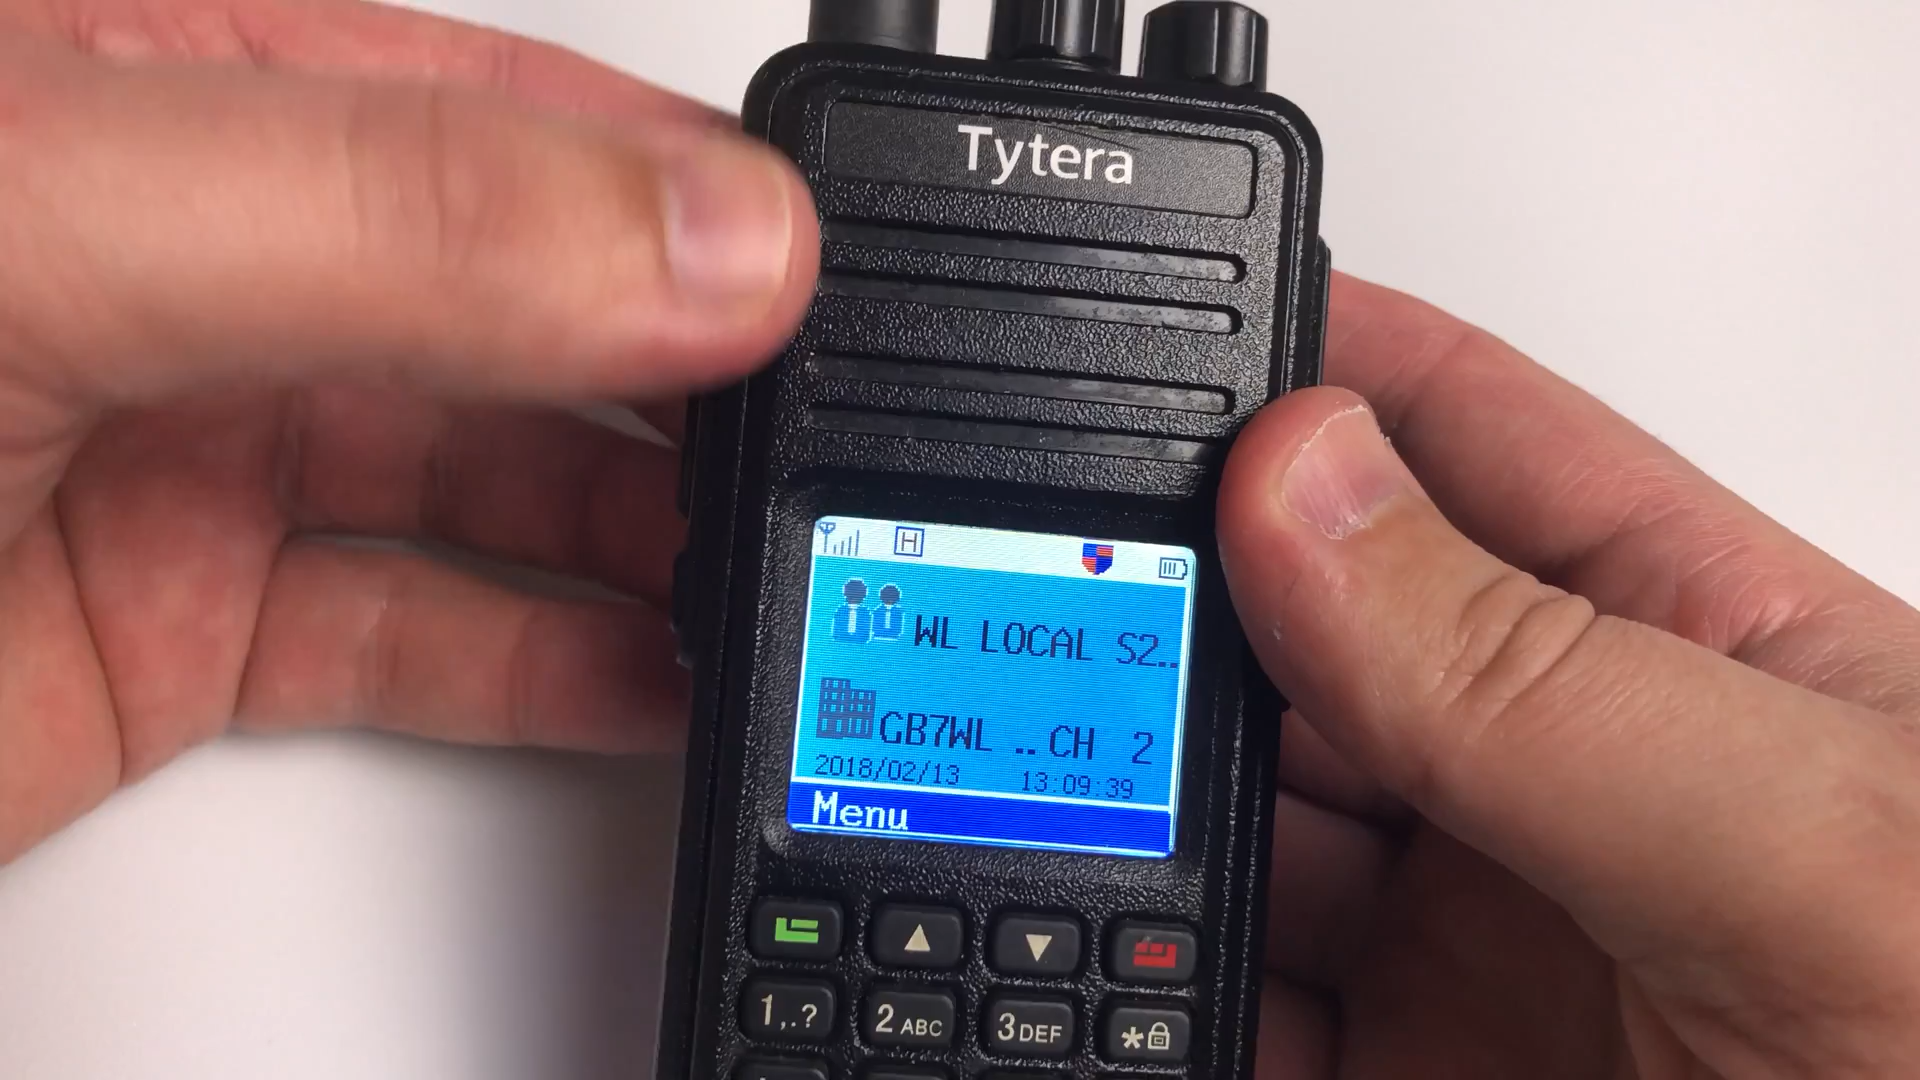 Tytera
H
WL LOCAL S2..
GB7WL ..CH 2
2018/02/13 13:09:39
Menu
1,.? 2 ABC 3 DEF *